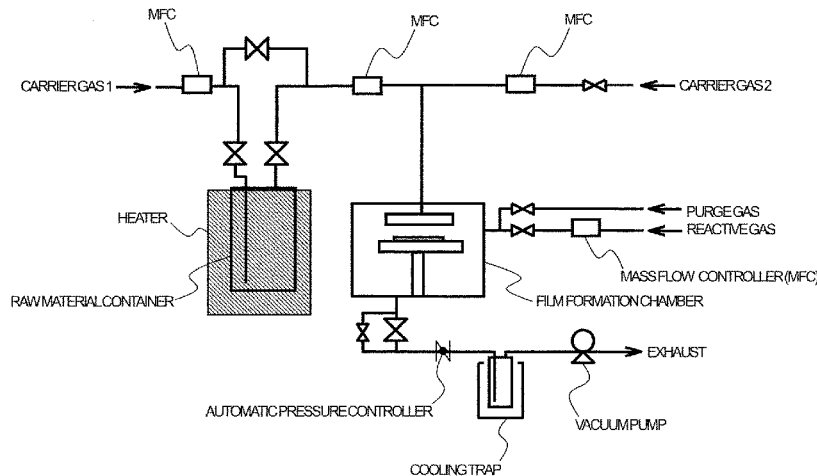 MFC
MFC
MFC
CARRIER GAS 1
CARRIER GAS 2
HEATER
PURGE GAS
REACTIVE GAS
MASS FLOW CONTROLLER (MFC)
RAW MATERIAL CONTAINER
FILM FORMATION CHAMBER
EXHAUST
AUTOMATIC PRESSURE CONTROLLER
VACUUM PUMP
COOLING TRAP